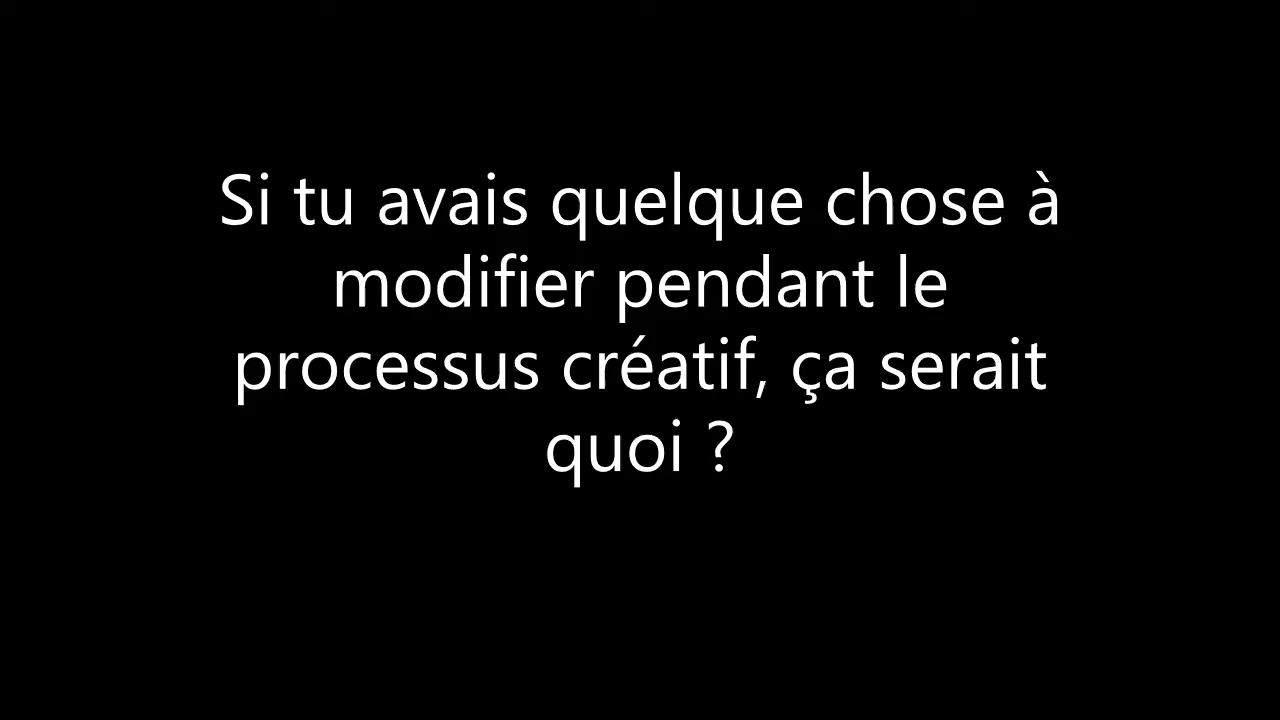 Si tu avais quelque chose à
modifier pendant le
processus créatif, ça serait
quoi ?